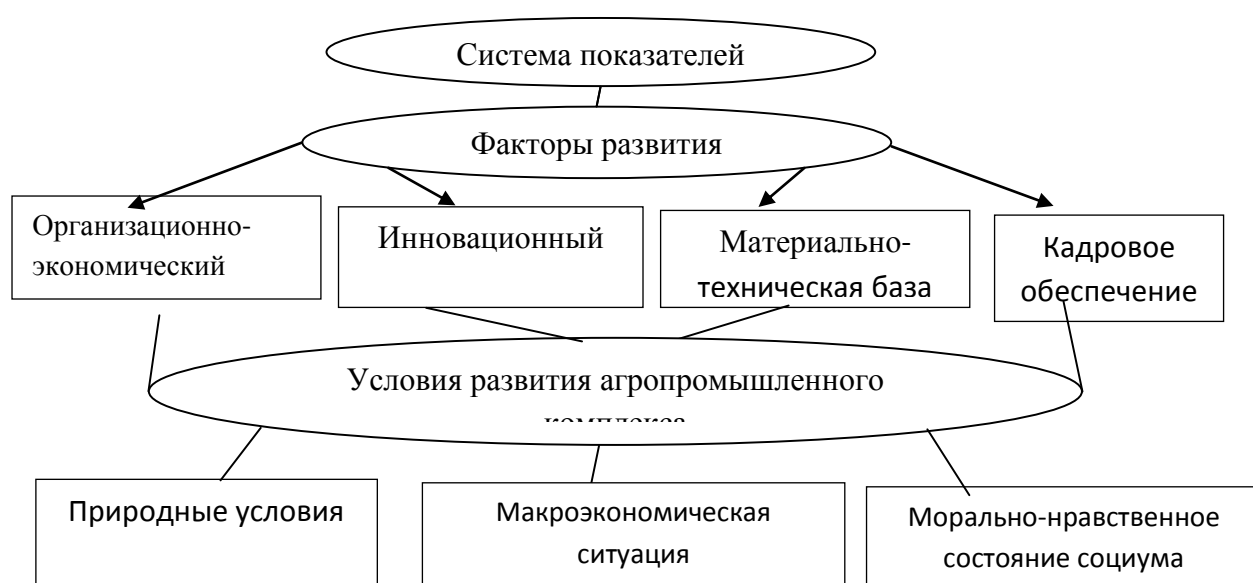 Система показателей
Факторы развития
Организационно-
экономический
Инновационный
Материально-
техническая база
Кадровое
обеспечение
Условия развития агропромышленного
комплекса
Природные условия
Макроэкономическая
ситуация
Морально-нравственное
состояние социума